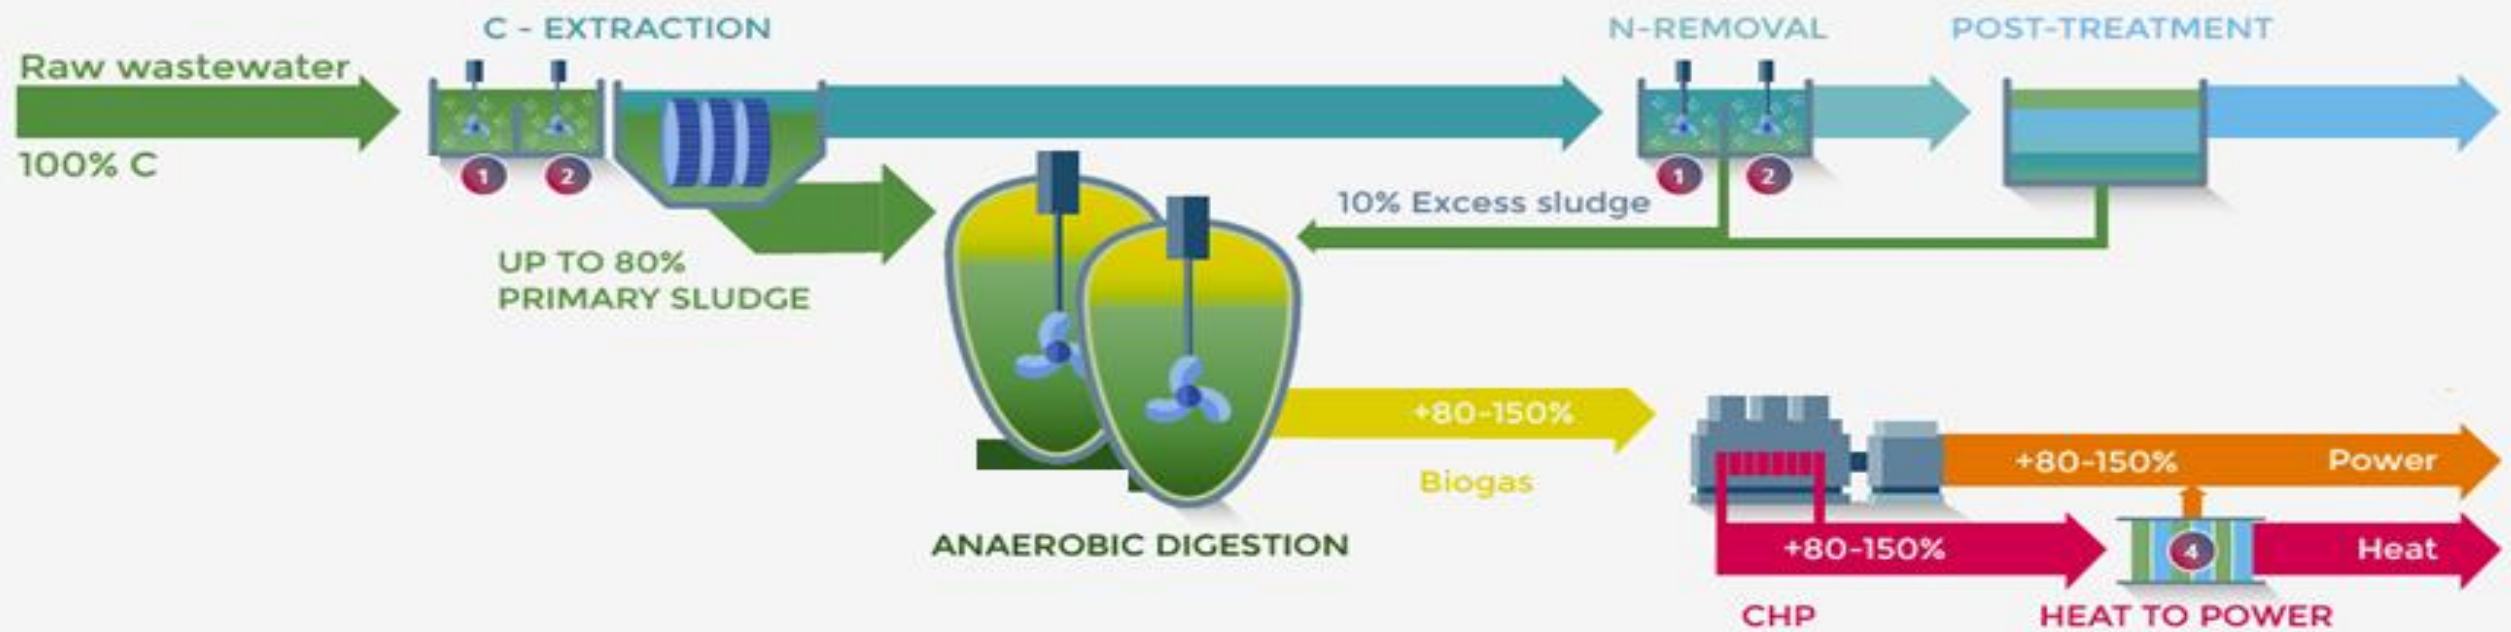 C - EXTRACTION
N-REMOVAL
POST-TREATMENT
Raw wastewater
100% C
1
2
1
2
10% Excess sludge
UP TO 80%
PRIMARY SLUDGE
+80-150%
Biogas
+80-150%
Power
ANAEROBIC DIGESTION
+80-150%
4
Heat
CHP
HEAT TO POWER